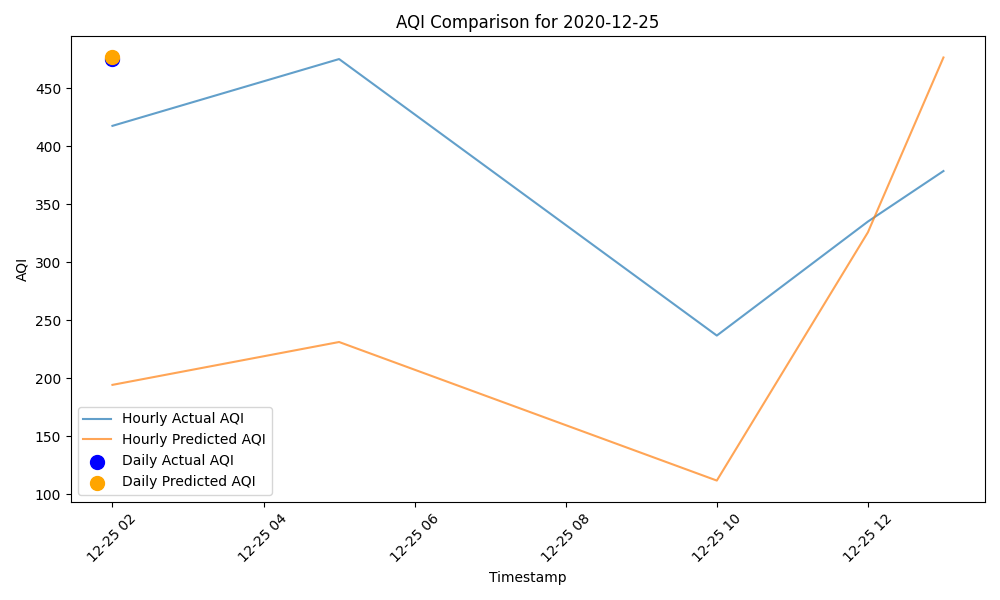 AQI Comparison for 2020-12-25
AQI
450
400
350
300
250
200
150
100
Hourly Actual AQI
Hourly Predicted AQI
Daily Actual AQI
Daily Predicted AQI
12-25 02
12-25 04
12-25 06
12-25 08
12-25 10
12-25 12
Timestamp